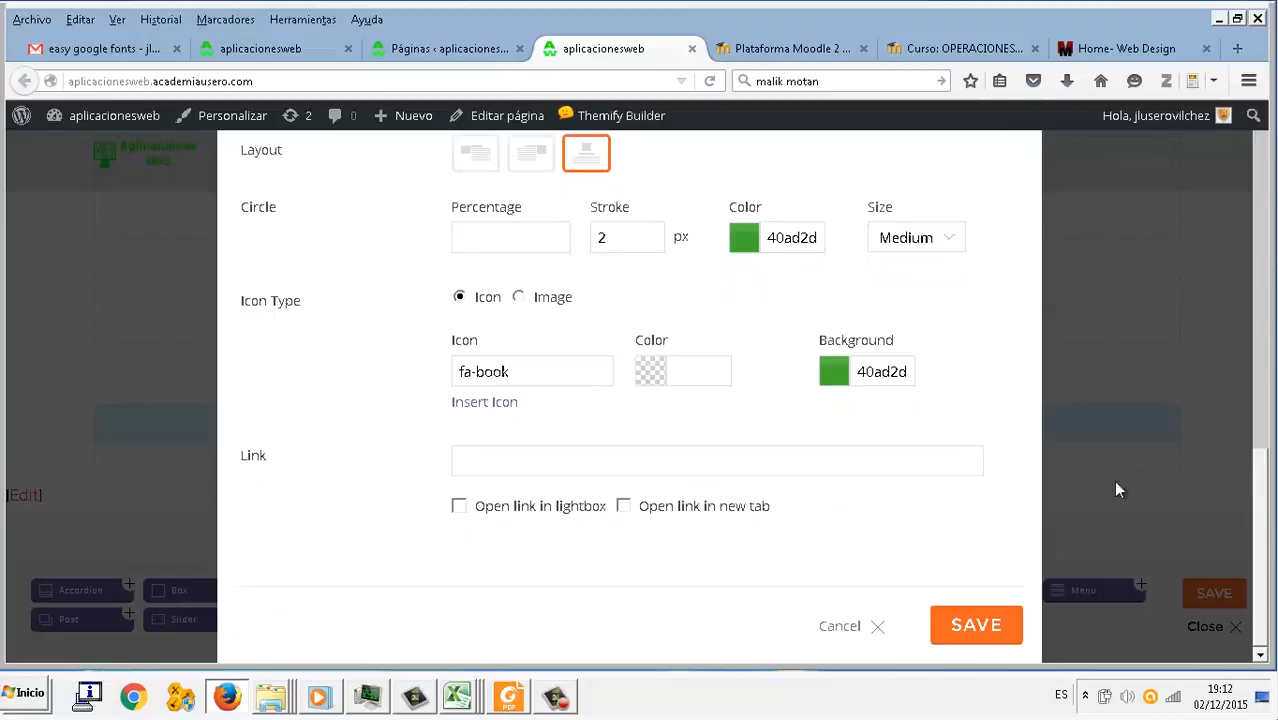 Archivo Editar Ver Historial Marcadores Herramientas Ayuda
easy google fonts - jl... aplicacionesweb Páginas ‹ aplicaciones... aplicacionesweb Plataforma Moodle 2 ... Curso: OPERACIONES... Home- Web Design
aplicacionesweb.academiausero.com malik motan
aplicacionesweb Personalizar 2 0 Nuevo Editar página Themify Builder Hola, jluserovilchez
Aplicaciones
Layout
Circle Percentage Stroke Color Size
2 px 40ad2d Medium
Icon Type Icon Image
Icon Color Background
fa-book 40ad2d
Insert Icon
Link
[Edit]
Open link in lightbox Open link in new tab
Accordion Box Menu SAVE
Post Slider Cancel SAVE Close
Inicio ES 19:12
02/12/2015